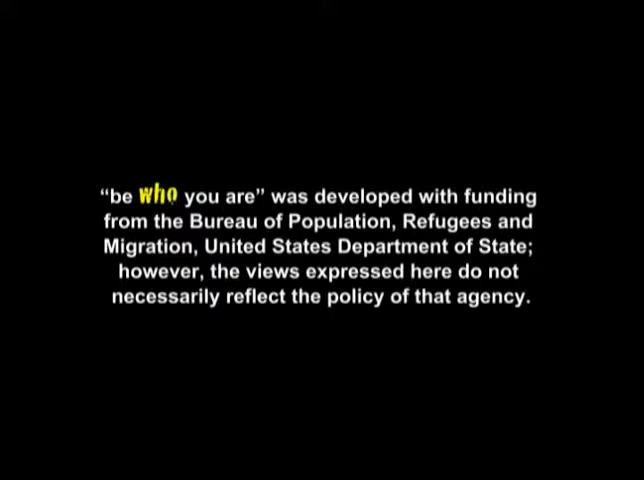 “be who you are” was developed with funding
from the Bureau of Population, Refugees and
Migration, United States Department of State;
however, the views expressed here do not
necessarily reflect the policy of that agency.